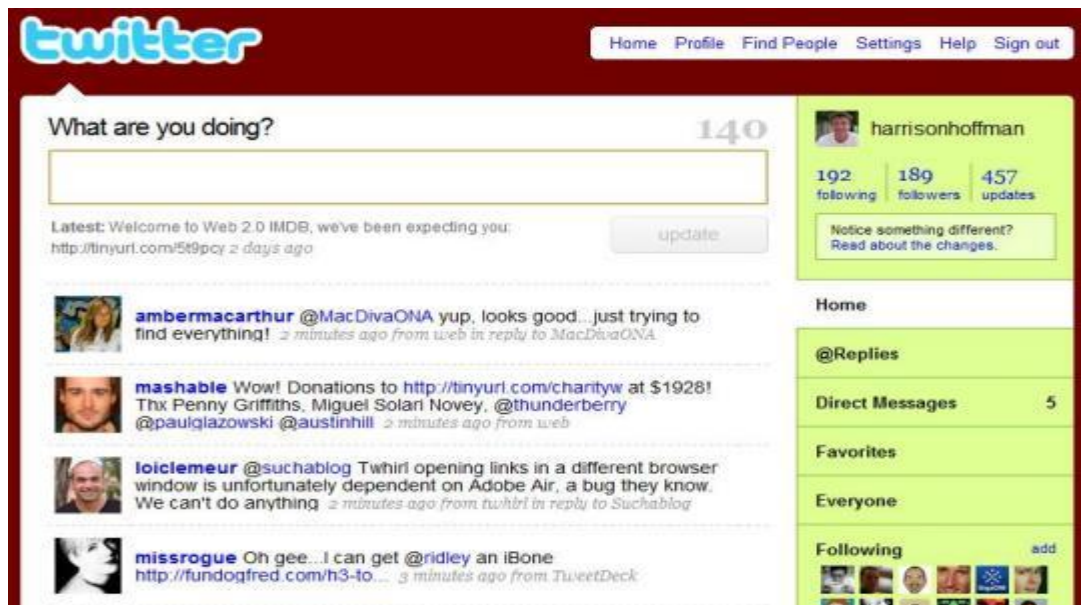 twitter
Home Profile Find People Settings Help Sign out
What are you doing?
140
Latest: Welcome to Web 2.0 IMDB, we've been expecting you:
http://tinyurl.com/5t9pcy 2 days ago
update
ambermacarthur @MacDivaONA yup, looks good...just trying to
find everything! 2 minutes ago from web in reply to MacDivaONA
mashable Wow! Donations to http://tinyurl.com/charityw at $1928!
Thx Penny Griffiths, Miguel Solari Novey, @thunderberry
@paulglazowski @austinhill 2 minutes ago from web
loiclemeur @suchablog Twhirl opening links in a different browser
window is unfortunately dependent on Adobe Air, a bug they know.
We can't do anything 2 minutes ago from twhirl in reply to Suchablog
missrogue Oh gee...I can get @ridley an iBone
http://fundogfred.com/h3-to... 3 minutes ago from TweetDeck
harrisonhoffman
192 189 457
following followers updates
Notice something different?
Read about the changes.
Home
@Replies
Direct Messages 5
Favorites
Everyone
Following add